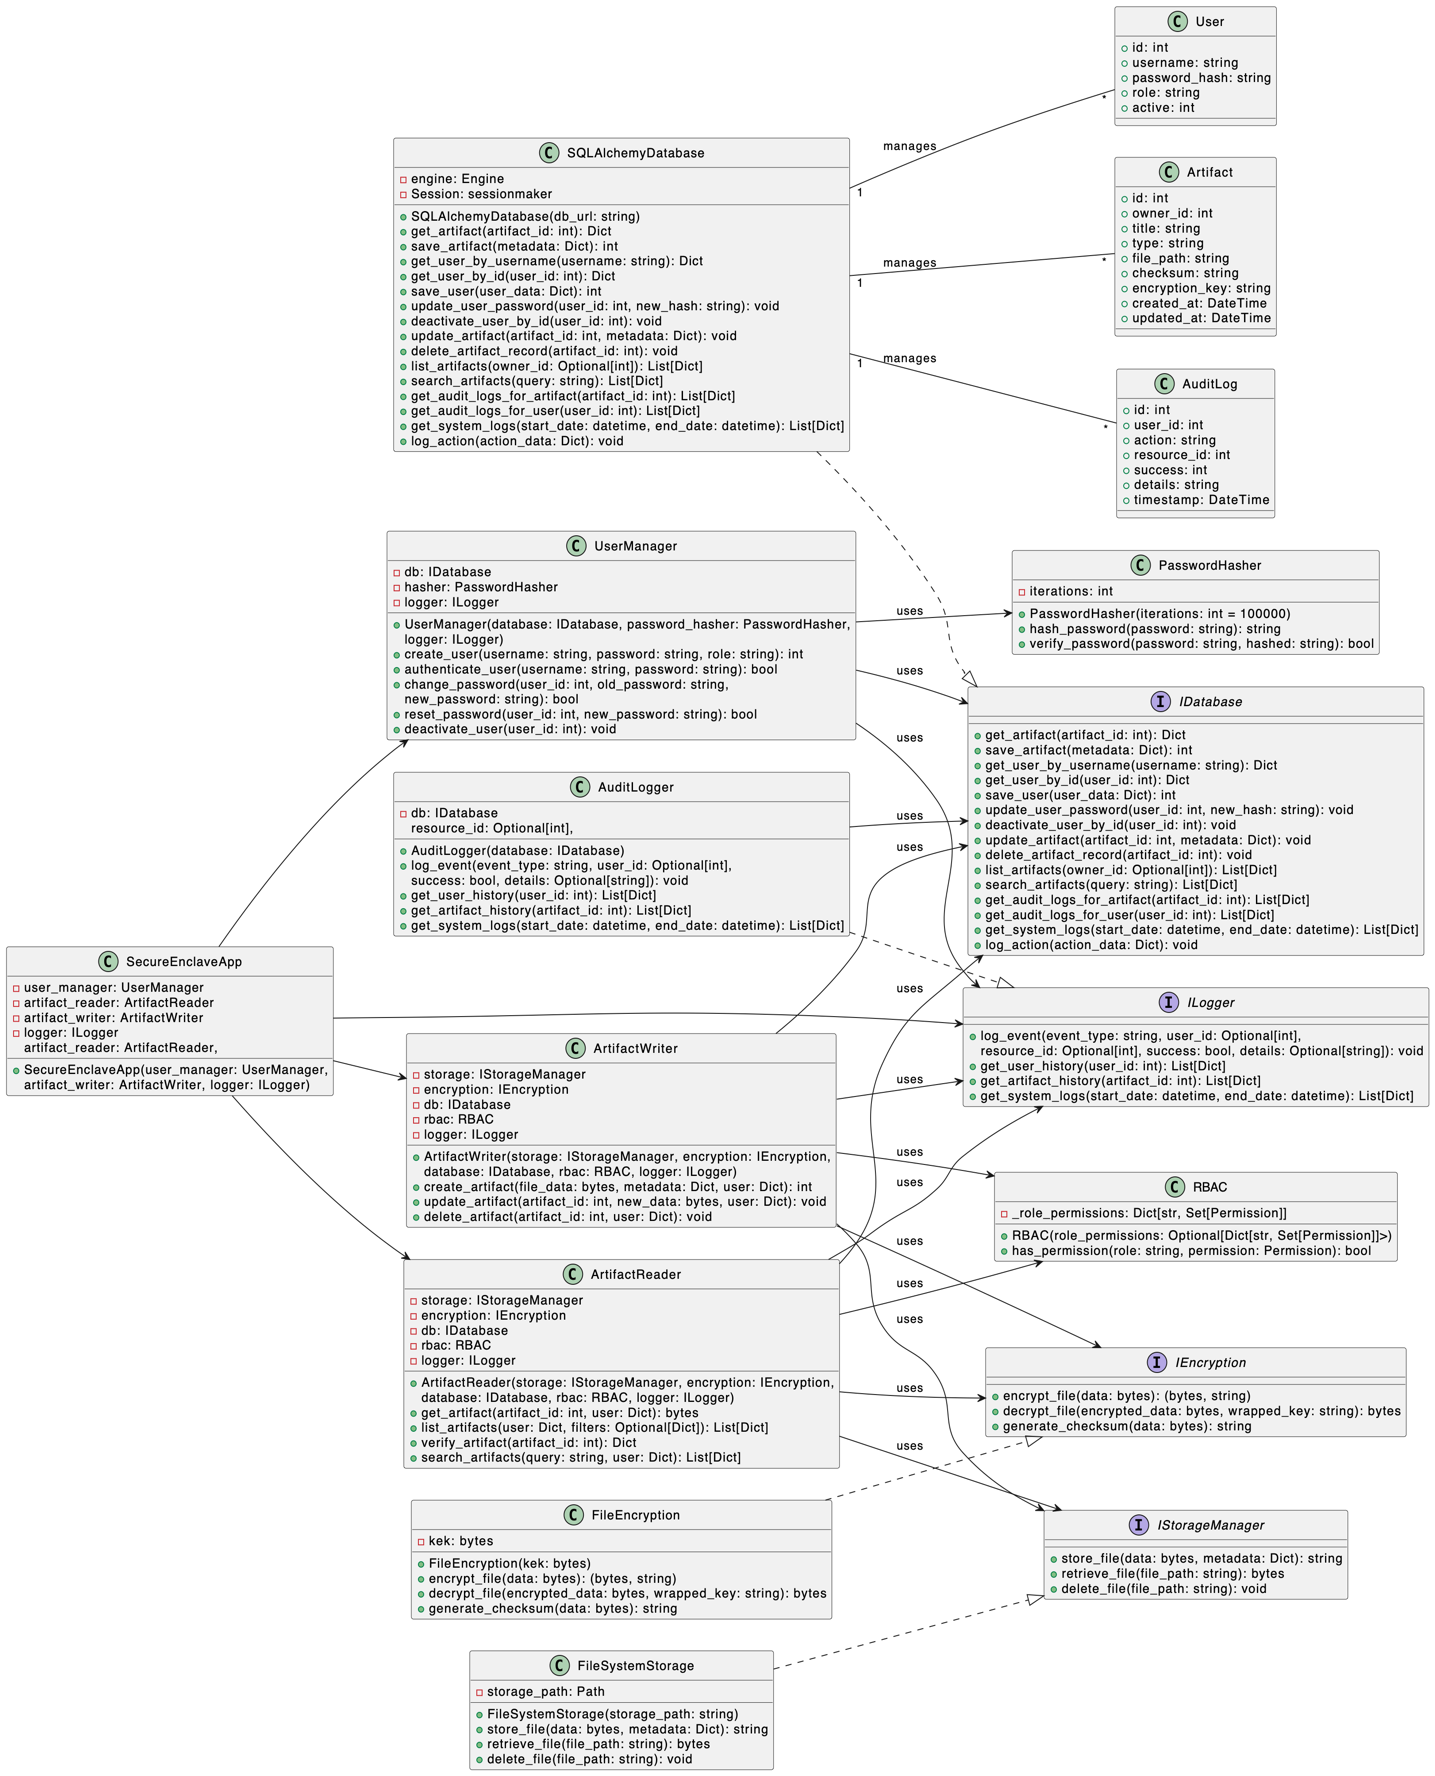 C User
id: int
username: string
password_hash: string
role: string
active: int
C SQLAlchemyDatabase
engine: Engine
Session: sessionmaker
SQLAlchemyDatabase(db_url: string)
get_artifact(artifact_id: int): Dict
save_artifact(metadata: Dict): int
get_user_by_username(username: string): Dict
get_user_by_id(user_id: int): Dict
save_user(user_data: Dict): int
update_user_password(user_id: int, new_hash: string): void
deactivate_user_by_id(user_id: int): void
update_artifact(artifact_id: int, metadata: Dict): void
delete_artifact_record(artifact_id: int): void
list_artifacts(owner_id: Optional[int]): List[Dict]
search_artifacts(query: string): List[Dict]
get_audit_logs_for_artifact(artifact_id: int): List[Dict]
get_audit_logs_for_user(user_id: int): List[Dict]
get_system_logs(start_date: datetime, end_date: datetime): List[Dict]
log_action(action_data: Dict): void
manages
1
*
manages
1
*
manages
1
*
C Artifact
id: int
owner_id: int
title: string
type: string
file_path: string
checksum: string
encryption_key: string
created_at: DateTime
updated_at: DateTime
C AuditLog
id: int
user_id: int
action: string
resource_id: int
success: int
details: string
timestamp: DateTime
C UserManager
db: IDatabase
hasher: PasswordHasher
logger: ILogger
UserManager(database: IDatabase, password_hasher: PasswordHasher,
logger: ILogger)
create_user(username: string, password: string, role: string): int
authenticate_user(username: string, password: string): bool
change_password(user_id: int, old_password: string,
new_password: string): bool
reset_password(user_id: int, new_password: string): bool
deactivate_user(user_id: int): void
uses
uses
uses
C PasswordHasher
iterations: int
PasswordHasher(iterations: int = 100000)
hash_password(password: string): string
verify_password(password: string, hashed: string): bool
I IDatabase
get_artifact(artifact_id: int): Dict
save_artifact(metadata: Dict): int
get_user_by_username(username: string): Dict
get_user_by_id(user_id: int): Dict
save_user(user_data: Dict): int
update_user_password(user_id: int, new_hash: string): void
deactivate_user_by_id(user_id: int): void
update_artifact(artifact_id: int, metadata: Dict): void
delete_artifact_record(artifact_id: int): void
list_artifacts(owner_id: Optional[int]): List[Dict]
search_artifacts(query: string): List[Dict]
get_audit_logs_for_artifact(artifact_id: int): List[Dict]
get_audit_logs_for_user(user_id: int): List[Dict]
get_system_logs(start_date: datetime, end_date: datetime): List[Dict]
log_action(action_data: Dict): void
C AuditLogger
db: IDatabase
resource_id: Optional[int],
AuditLogger(database: IDatabase)
log_event(event_type: string, user_id: Optional[int],
success: bool, details: Optional[string]): void
get_user_history(user_id: int): List[Dict]
get_artifact_history(artifact_id: int): List[Dict]
get_system_logs(start_date: datetime, end_date: datetime): List[Dict]
uses
uses
uses
C SecureEnclaveApp
user_manager: UserManager
artifact_reader: ArtifactReader
artifact_writer: ArtifactWriter
logger: ILogger
artifact_reader: ArtifactReader,
SecureEnclaveApp(user_manager: UserManager,
artifact_writer: ArtifactWriter, logger: ILogger)
I ILogger
log_event(event_type: string, user_id: Optional[int],
resource_id: Optional[int], success: bool, details: Optional[string]): void
get_user_history(user_id: int): List[Dict]
get_artifact_history(artifact_id: int): List[Dict]
get_system_logs(start_date: datetime, end_date: datetime): List[Dict]
C ArtifactWriter
storage: IStorageManager
encryption: IEncryption
db: IDatabase
rbac: RBAC
logger: ILogger
ArtifactWriter(storage: IStorageManager, encryption: IEncryption,
database: IDatabase, rbac: RBAC, logger: ILogger)
create_artifact(file_data: bytes, metadata: Dict, user: Dict): int
update_artifact(artifact_id: int, new_data: bytes, user: Dict): void
delete_artifact(artifact_id: int, user: Dict): void
uses
uses
uses
uses
uses
uses
C RBAC
_role_permissions: Dict[str, Set[Permission]]
RBAC(role_permissions: Optional[Dict[str, Set[Permission]]>)
has_permission(role: string, permission: Permission): bool
C ArtifactReader
storage: IStorageManager
encryption: IEncryption
db: IDatabase
rbac: RBAC
logger: ILogger
ArtifactReader(storage: IStorageManager, encryption: IEncryption,
database: IDatabase, rbac: RBAC, logger: ILogger)
get_artifact(artifact_id: int, user: Dict): bytes
list_artifacts(user: Dict, filters: Optional[Dict]): List[Dict]
verify_artifact(artifact_id: int): Dict
search_artifacts(query: string, user: Dict): List[Dict]
uses
uses
I IEncryption
encrypt_file(data: bytes): (bytes, string)
decrypt_file(encrypted_data: bytes, wrapped_key: string): bytes
generate_checksum(data: bytes): string
C FileEncryption
kek: bytes
FileEncryption(kek: bytes)
encrypt_file(data: bytes): (bytes, string)
decrypt_file(encrypted_data: bytes, wrapped_key: string): bytes
generate_checksum(data: bytes): string
I IStorageManager
store_file(data: bytes, metadata: Dict): string
retrieve_file(file_path: string): bytes
delete_file(file_path: string): void
C FileSystemStorage
storage_path: Path
FileSystemStorage(storage_path: string)
store_file(data: bytes, metadata: Dict): string
retrieve_file(file_path: string): bytes
delete_file(file_path: string): void